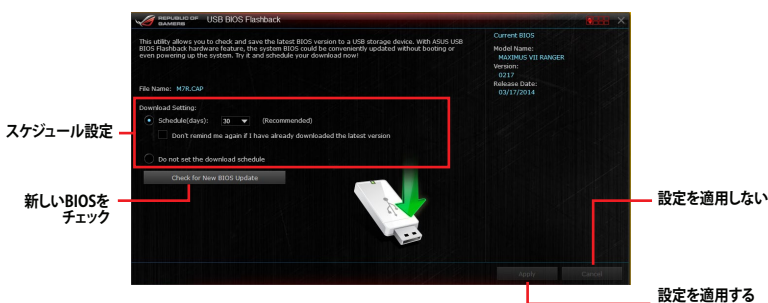 REPUBLIC OF
GAMERS
USB BIOS Flashback
This utility allows you to check and save the latest BIOS version to a USB storage device. With ASUS USB
BIOS Flashback hardware feature, the system BIOS could be conveniently updated without booting or
even powering up the system. Try it and schedule your download now!
File Name: M7R.CAP
Download Setting:
Schedule(days): 30 (Recommended)
Don't remind me again if I have already downloaded the latest version
Do not set the download schedule
Check for New BIOS Update
Current BIOS
Model Name:
MAXIMUS VII RANGER
Version:
0217
Release Date:
03/17/2014
Apply
Cancel
スケジュール設定
新しいBIOSを
チェック
設定を適用しない
設定を適用する